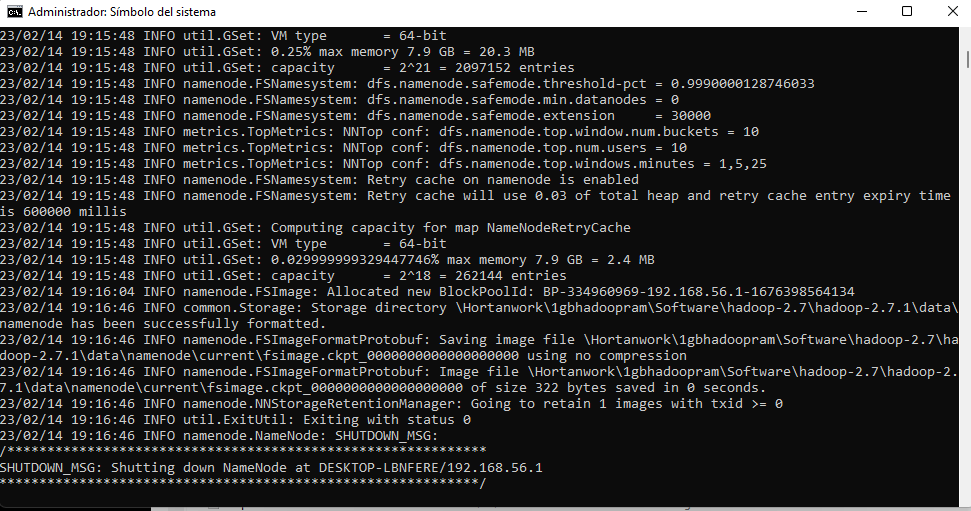 Administrador: Símbolo del sistema
23/02/14 19:15:48 INFO util.GSet: VM type       = 64-bit
23/02/14 19:15:48 INFO util.GSet: 0.25% max memory 7.9 GB = 20.3 MB
23/02/14 19:15:48 INFO util.GSet: capacity      = 2^21 = 2097152 entries
23/02/14 19:15:48 INFO namenode.FSNamesystem: dfs.namenode.safemode.threshold-pct = 0.9990000128746033
23/02/14 19:15:48 INFO namenode.FSNamesystem: dfs.namenode.safemode.min.datanodes = 0
23/02/14 19:15:48 INFO namenode.FSNamesystem: dfs.namenode.safemode.extension     = 30000
23/02/14 19:15:48 INFO metrics.TopMetrics: NNTop conf: dfs.namenode.top.window.num.buckets = 10
23/02/14 19:15:48 INFO metrics.TopMetrics: NNTop conf: dfs.namenode.top.num.users = 10
23/02/14 19:15:48 INFO metrics.TopMetrics: NNTop conf: dfs.namenode.top.windows.minutes = 1,5,25
23/02/14 19:15:48 INFO namenode.FSNamesystem: Retry cache on namenode is enabled
23/02/14 19:15:48 INFO namenode.FSNamesystem: Retry cache will use 0.03 of total heap and retry cache entry expiry time
is 600000 millis
23/02/14 19:15:48 INFO util.GSet: Computing capacity for map NameNodeRetryCache
23/02/14 19:15:48 INFO util.GSet: VM type       = 64-bit
23/02/14 19:15:48 INFO util.GSet: 0.029999999329447746% max memory 7.9 GB = 2.4 MB
23/02/14 19:15:48 INFO util.GSet: capacity      = 2^18 = 262144 entries
23/02/14 19:16:04 INFO namenode.FSImage: Allocated new BlockPoolId: BP-334960969-192.168.56.1-1676398564134
23/02/14 19:16:46 INFO common.Storage: Storage directory \Hortanwork\1gbhadoopram\Software\hadoop-2.7\hadoop-2.7.1\data\
namenode has been successfully formatted.
23/02/14 19:16:46 INFO namenode.FSImageFormatProtobuf: Saving image file \Hortanwork\1gbhadoopram\Software\hadoop-2.7\ha
doop-2.7.1\data\namenode\current\fsimage.ckpt_0000000000000000000 using no compression
23/02/14 19:16:46 INFO namenode.FSImageFormatProtobuf: Image file \Hortanwork\1gbhadoopram\Software\hadoop-2.7\hadoop-2.
7.1\data\namenode\current\fsimage.ckpt_0000000000000000000 of size 322 bytes saved in 0 seconds.
23/02/14 19:16:46 INFO namenode.NNStorageRetentionManager: Going to retain 1 images with txid >= 0
23/02/14 19:16:46 INFO util.ExitUtil: Exiting with status 0
23/02/14 19:16:46 INFO namenode.NameNode: SHUTDOWN_MSG:
/************************************************************
SHUTDOWN_MSG: Shutting down NameNode at DESKTOP-LBNFERE/192.168.56.1
************************************************************/